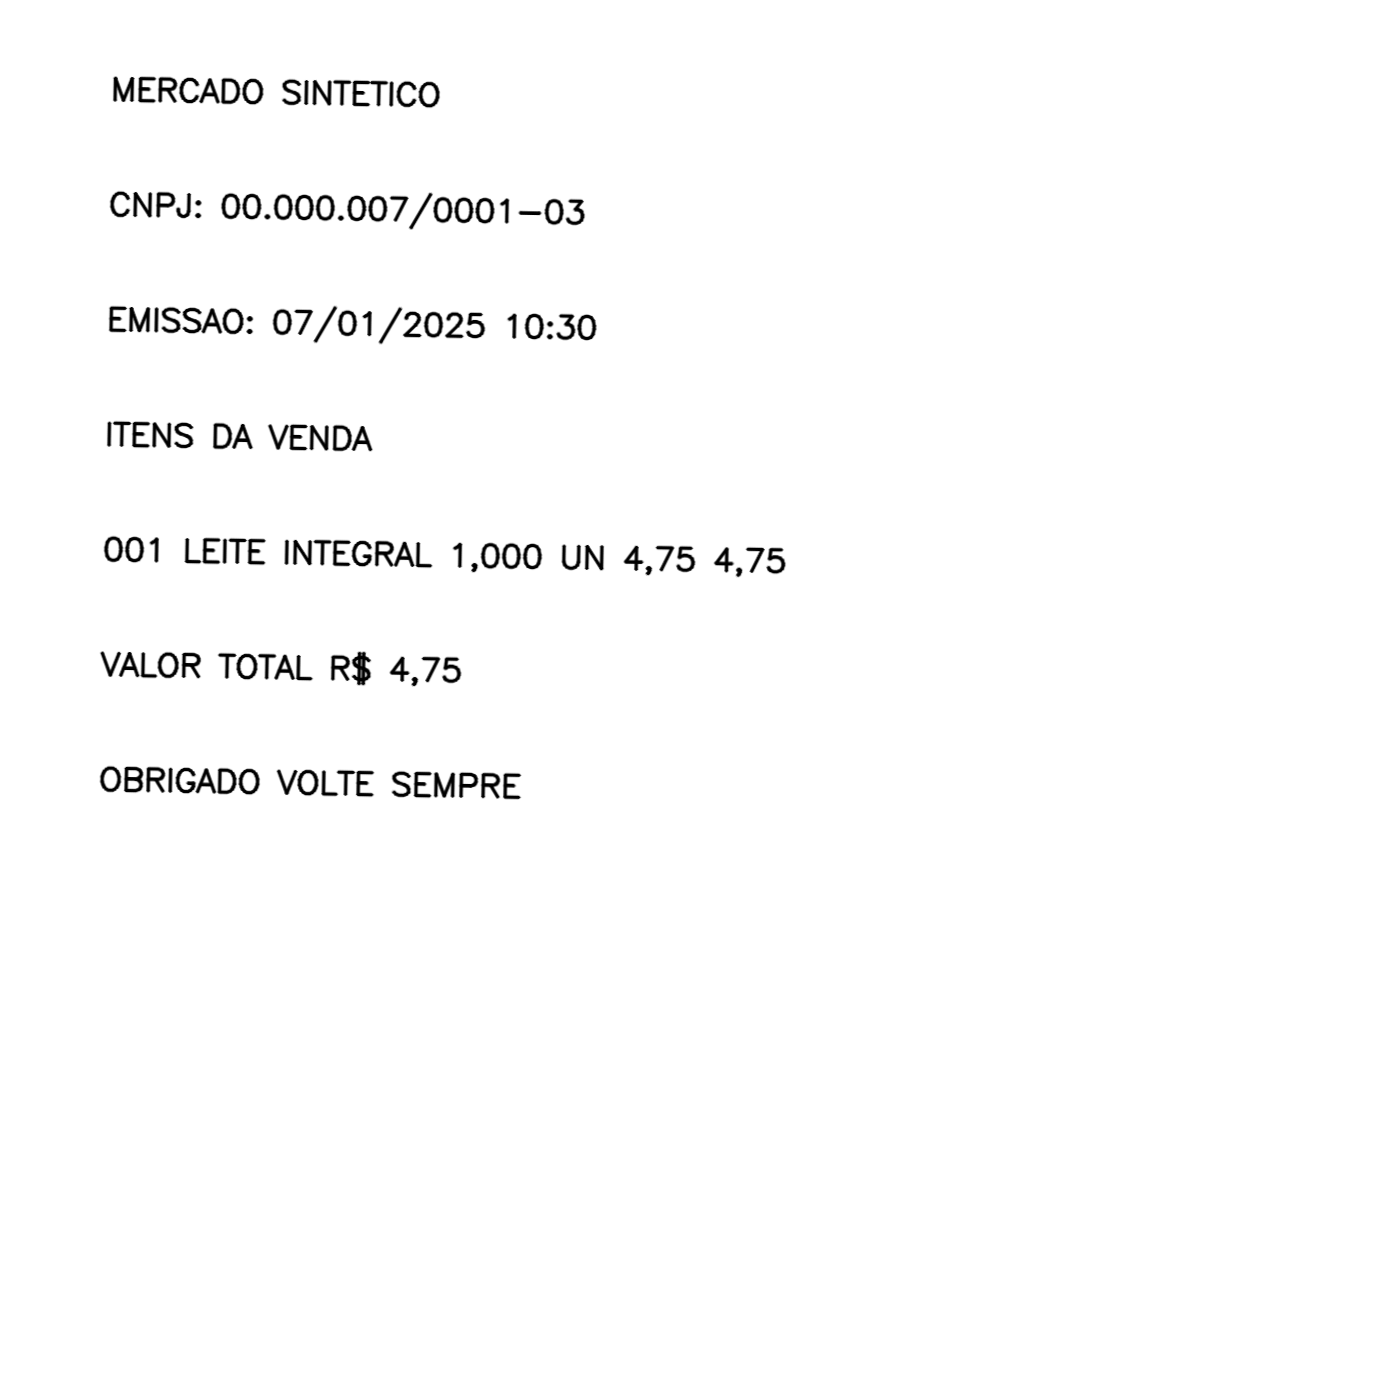 MERCADO SINTETICO
CNPJ: 00.000.007/0001-03
EMISSAO: 07/01/2025 10:30
ITENS DA VENDA
001 LEITE INTEGRAL 1,000 UN 4,75 4,75
VALOR TOTAL R$ 4,75
OBRIGADO VOLTE SEMPRE